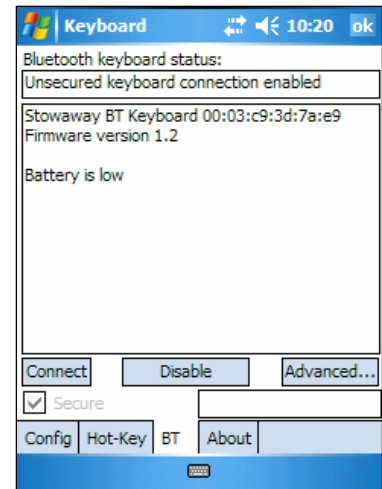 Keyboard 10:20 ok
Bluetooth keyboard status:
Unsecured keyboard connection enabled
Stowaway BT Keyboard 00:03:c9:3d:7a:e9
Firmware version 1.2
Battery is low
Connect Disable Advanced...
Secure
Config Hot-Key BT About